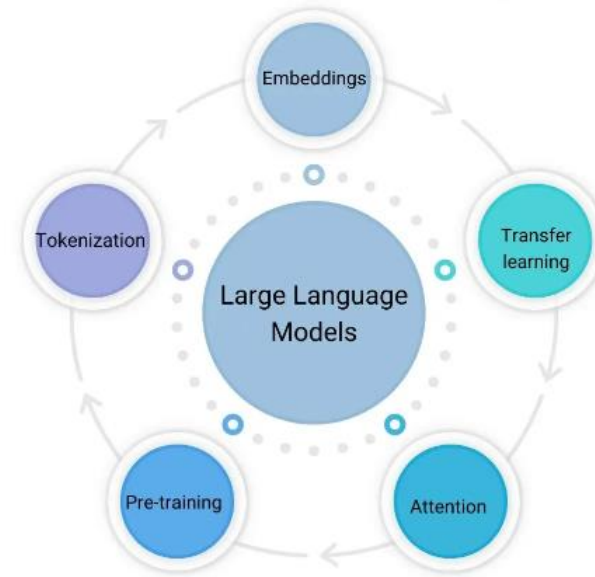 Embeddings
Tokenization
Transfer
learning
Large Language
Models
Pre-training
Attention